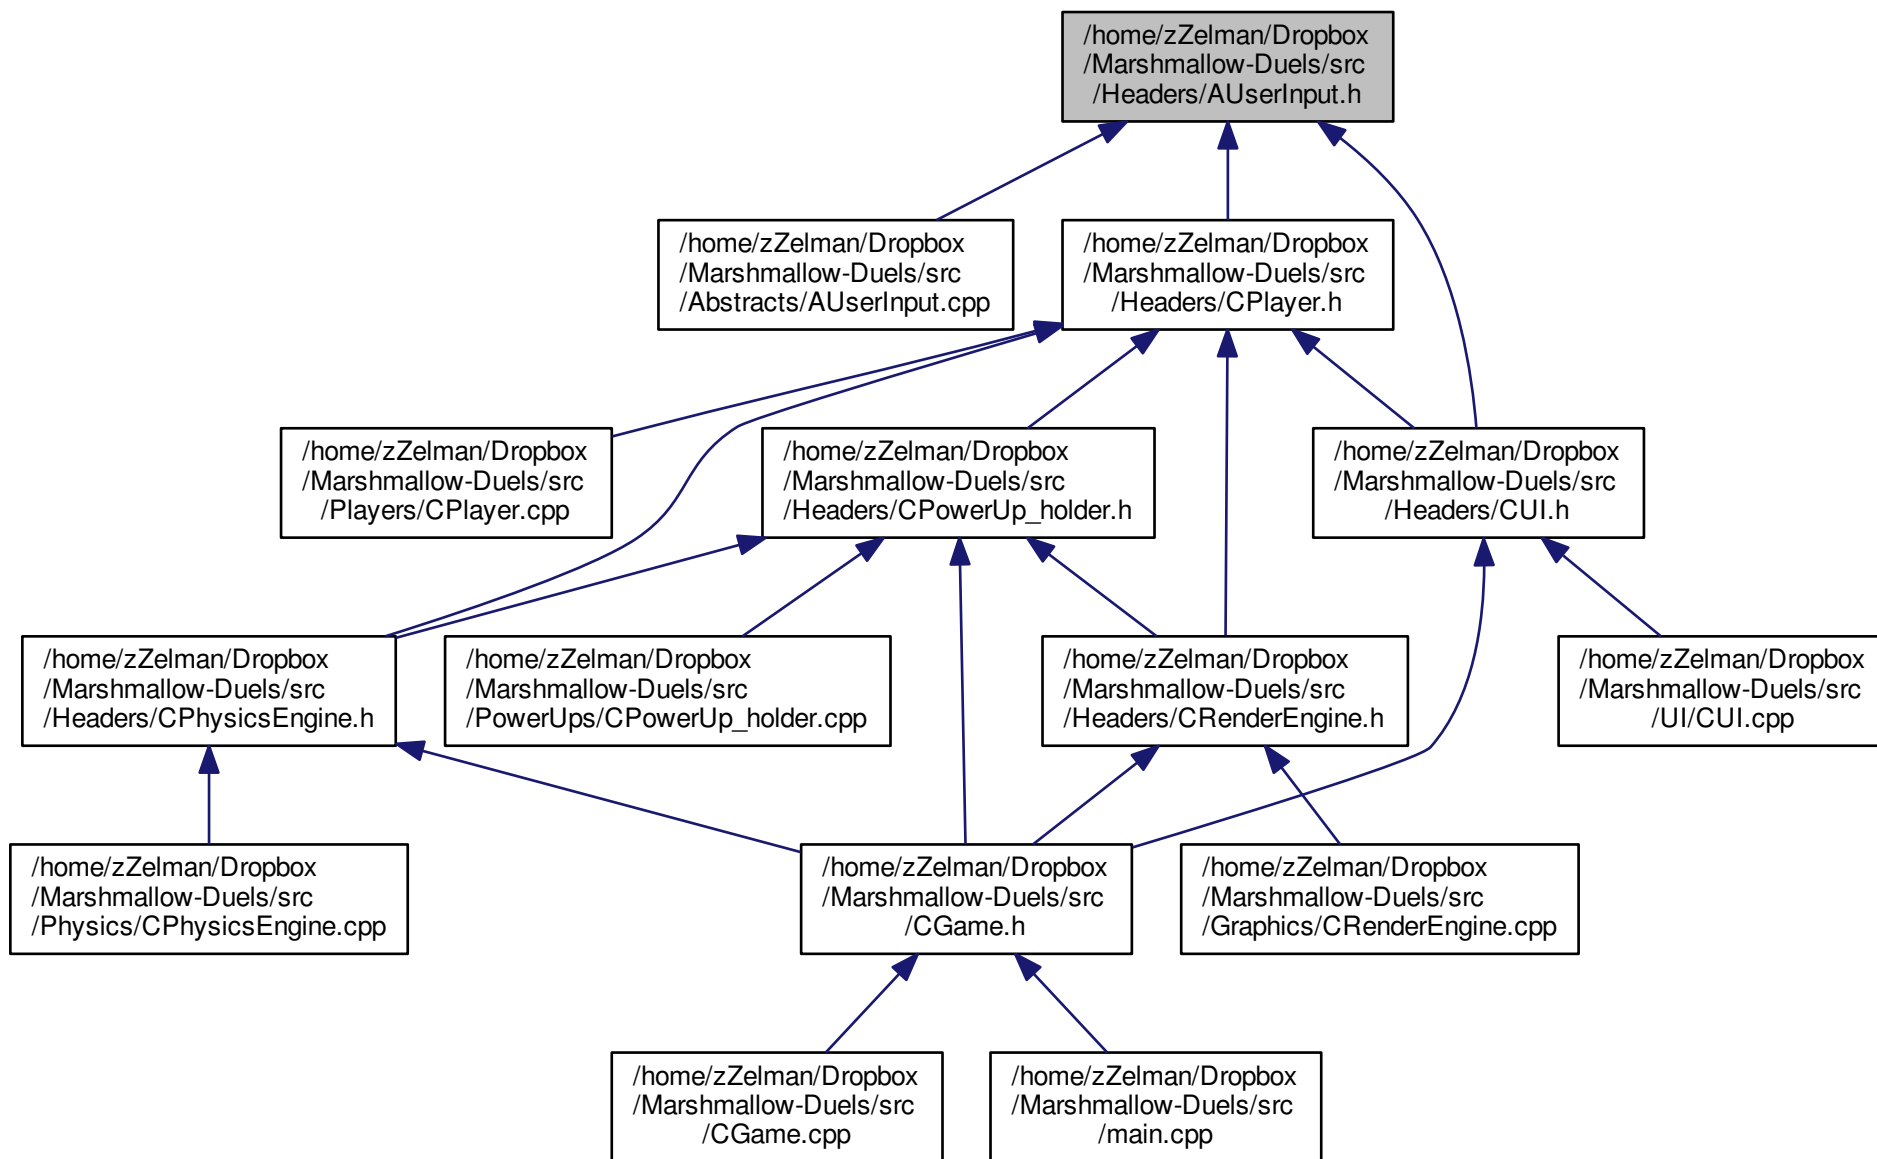 /home/zZelman/Dropbox
/Marshmallow-Duels/src
/Headers/AUserInput.h
/home/zZelman/Dropbox
/Marshmallow-Duels/src
/Abstracts/AUserInput.cpp
/home/zZelman/Dropbox
/Marshmallow-Duels/src
/Headers/CPlayer.h
/home/zZelman/Dropbox
/Marshmallow-Duels/src
/Players/CPlayer.cpp
/home/zZelman/Dropbox
/Marshmallow-Duels/src
/Headers/CPowerUp_holder.h
/home/zZelman/Dropbox
/Marshmallow-Duels/src
/Headers/CUI.h
/home/zZelman/Dropbox
/Marshmallow-Duels/src
/Headers/CPhysicsEngine.h
/home/zZelman/Dropbox
/Marshmallow-Duels/src
/PowerUps/CPowerUp_holder.cpp
/home/zZelman/Dropbox
/Marshmallow-Duels/src
/Headers/CRenderEngine.h
/home/zZelman/Dropbox
/Marshmallow-Duels/src
/UI/CUI.cpp
/home/zZelman/Dropbox
/Marshmallow-Duels/src
/Physics/CPhysicsEngine.cpp
/home/zZelman/Dropbox
/Marshmallow-Duels/src
/CGame.h
/home/zZelman/Dropbox
/Marshmallow-Duels/src
/Graphics/CRenderEngine.cpp
/home/zZelman/Dropbox
/Marshmallow-Duels/src
/CGame.cpp
/home/zZelman/Dropbox
/Marshmallow-Duels/src
/main.cpp